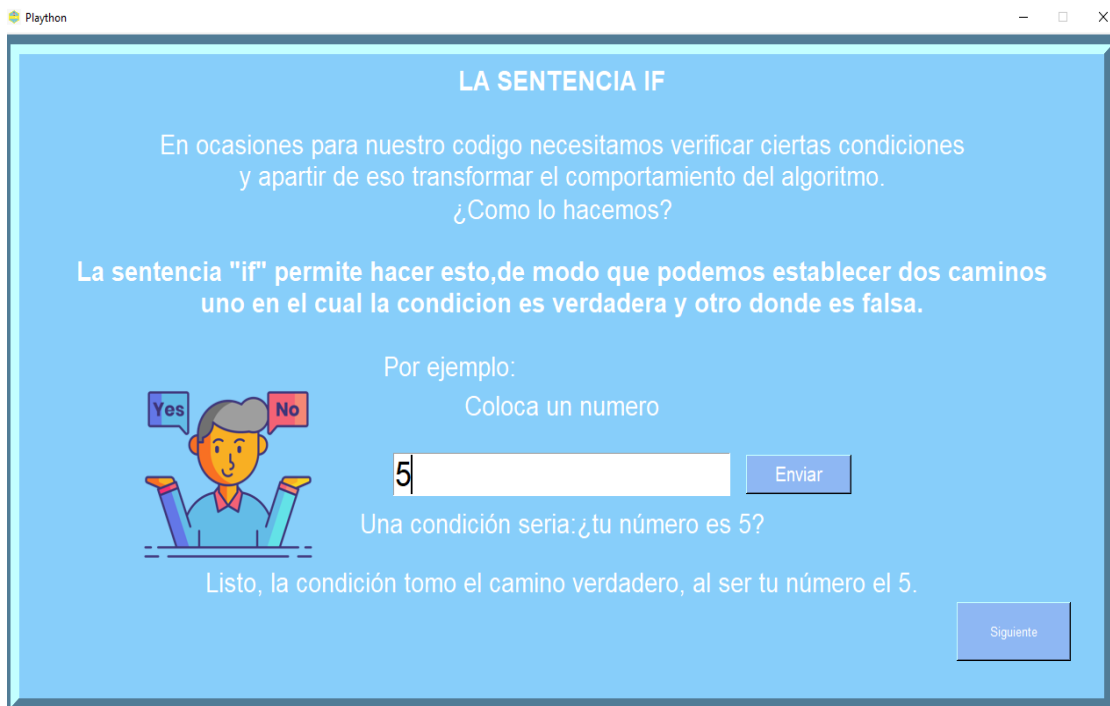 Plaython
LA SENTENCIA IF
En ocasiones para nuestro codigo necesitamos verificar ciertas condiciones
y apartir de eso transformar el comportamiento del algoritmo.
¿Como lo hacemos?
La sentencia "if" permite hacer esto,de modo que podemos establecer dos caminos
uno en el cual la condicion es verdadera y otro donde es falsa.
Por ejemplo:
Coloca un numero
Yes
No
5
Enviar
Una condición seria:¿tu número es 5?
Listo, la condición tomo el camino verdadero, al ser tu número el 5.
Siguiente